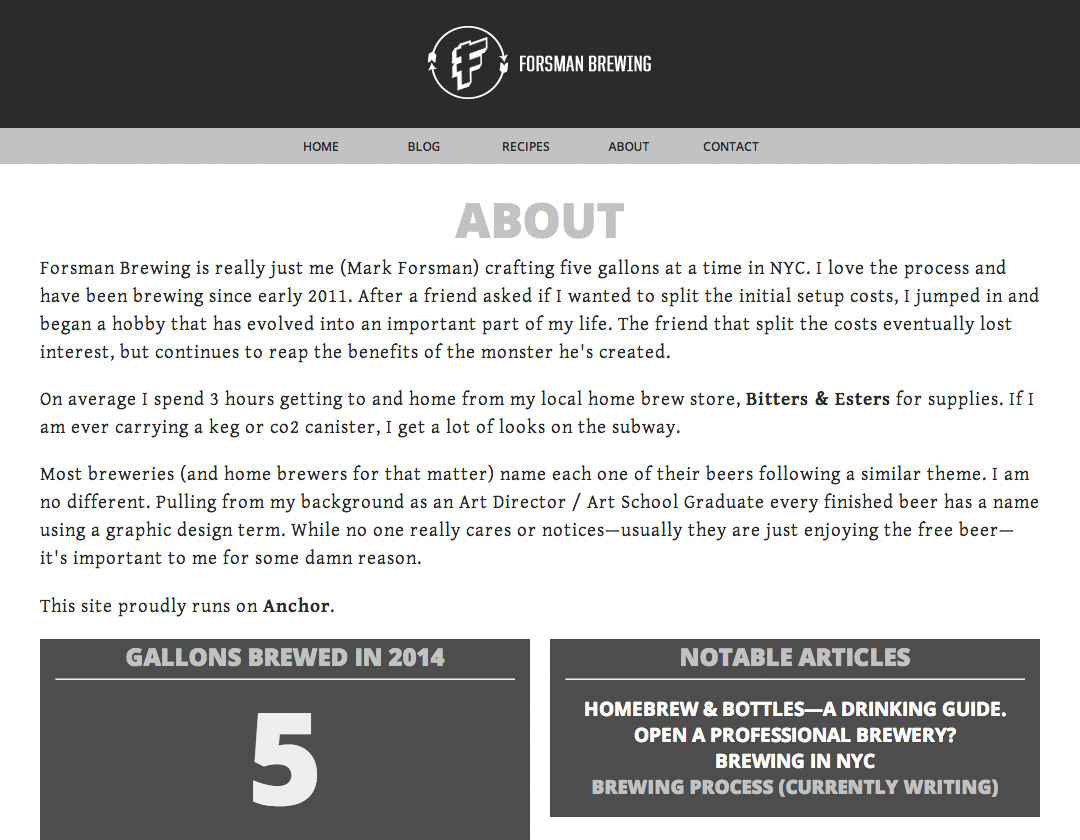 F FORSMAN BREWING
HOME BLOG RECIPES ABOUT CONTACT
ABOUT
Forsman Brewing is really just me (Mark Forsman) crafting five gallons at a time in NYC. I love the process and
have been brewing since early 2011. After a friend asked if I wanted to split the initial setup costs, I jumped in and
began a hobby that has evolved into an important part of my life. The friend that split the costs eventually lost
interest, but continues to reap the benefits of the monster he's created.
On average I spend 3 hours getting to and home from my local home brew store, Bitters & Esters for supplies. If I
am ever carrying a keg or co2 canister, I get a lot of looks on the subway.
Most breweries (and home brewers for that matter) name each one of their beers following a similar theme. I am
no different. Pulling from my background as an Art Director / Art School Graduate every finished beer has a name
using a graphic design term. While no one really cares or notices—usually they are just enjoying the free beer—
it's important to me for some damn reason.
This site proudly runs on Anchor.
GALLONS BREWED IN 2014
5
NOTABLE ARTICLES
HOMEBREW & BOTTLES—A DRINKING GUIDE.
OPEN A PROFESSIONAL BREWERY?
BREWING IN NYC
BREWING PROCESS (CURRENTLY WRITING)